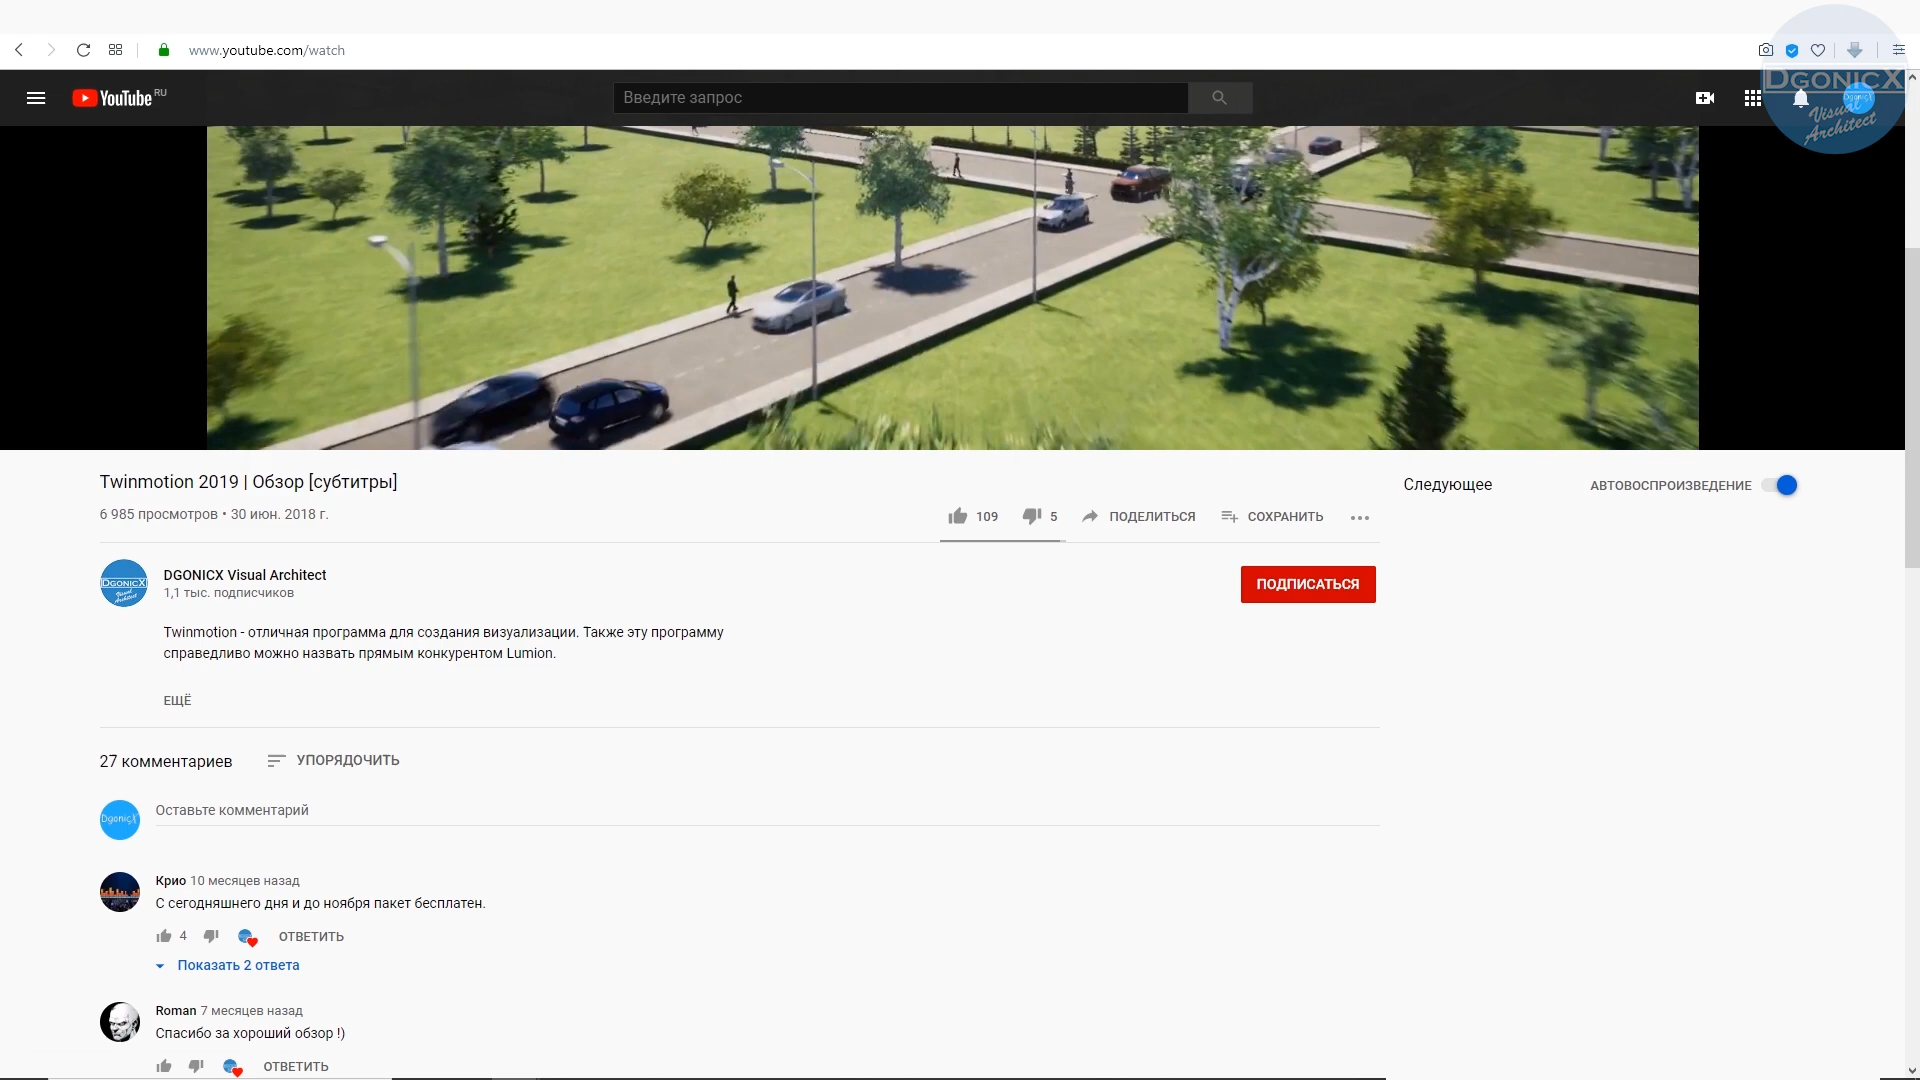 www.youtube.com/watch
YouTube RU
Введите запрос
DGONICX
Visual
Architect
Twinmotion 2019 | Обзор [субтитры]
6 985 просмотров • 30 июн. 2018 г.
109
5
ПОДЕЛИТЬСЯ
СОХРАНИТЬ
Следующее
АВТОВОСПРОИЗВЕДЕНИЕ
DGONICX
Visual
Architect
DGONICX Visual Architect
1,1 тыс. подписчиков
ПОДПИСАТЬСЯ
Twinmotion - отличная программа для создания визуализации. Также эту программу
справедливо можно назвать прямым конкурентом Lumion.
ЕЩЁ
27 комментариев
УПОРЯДОЧИТЬ
DgonicX
Оставьте комментарий
Крио 10 месяцев назад
С сегодняшнего дня и до ноября пакет бесплатен.
4
ОТВЕТИТЬ
Показать 2 ответа
Roman 7 месяцев назад
Спасибо за хороший обзор !)
ОТВЕТИТЬ